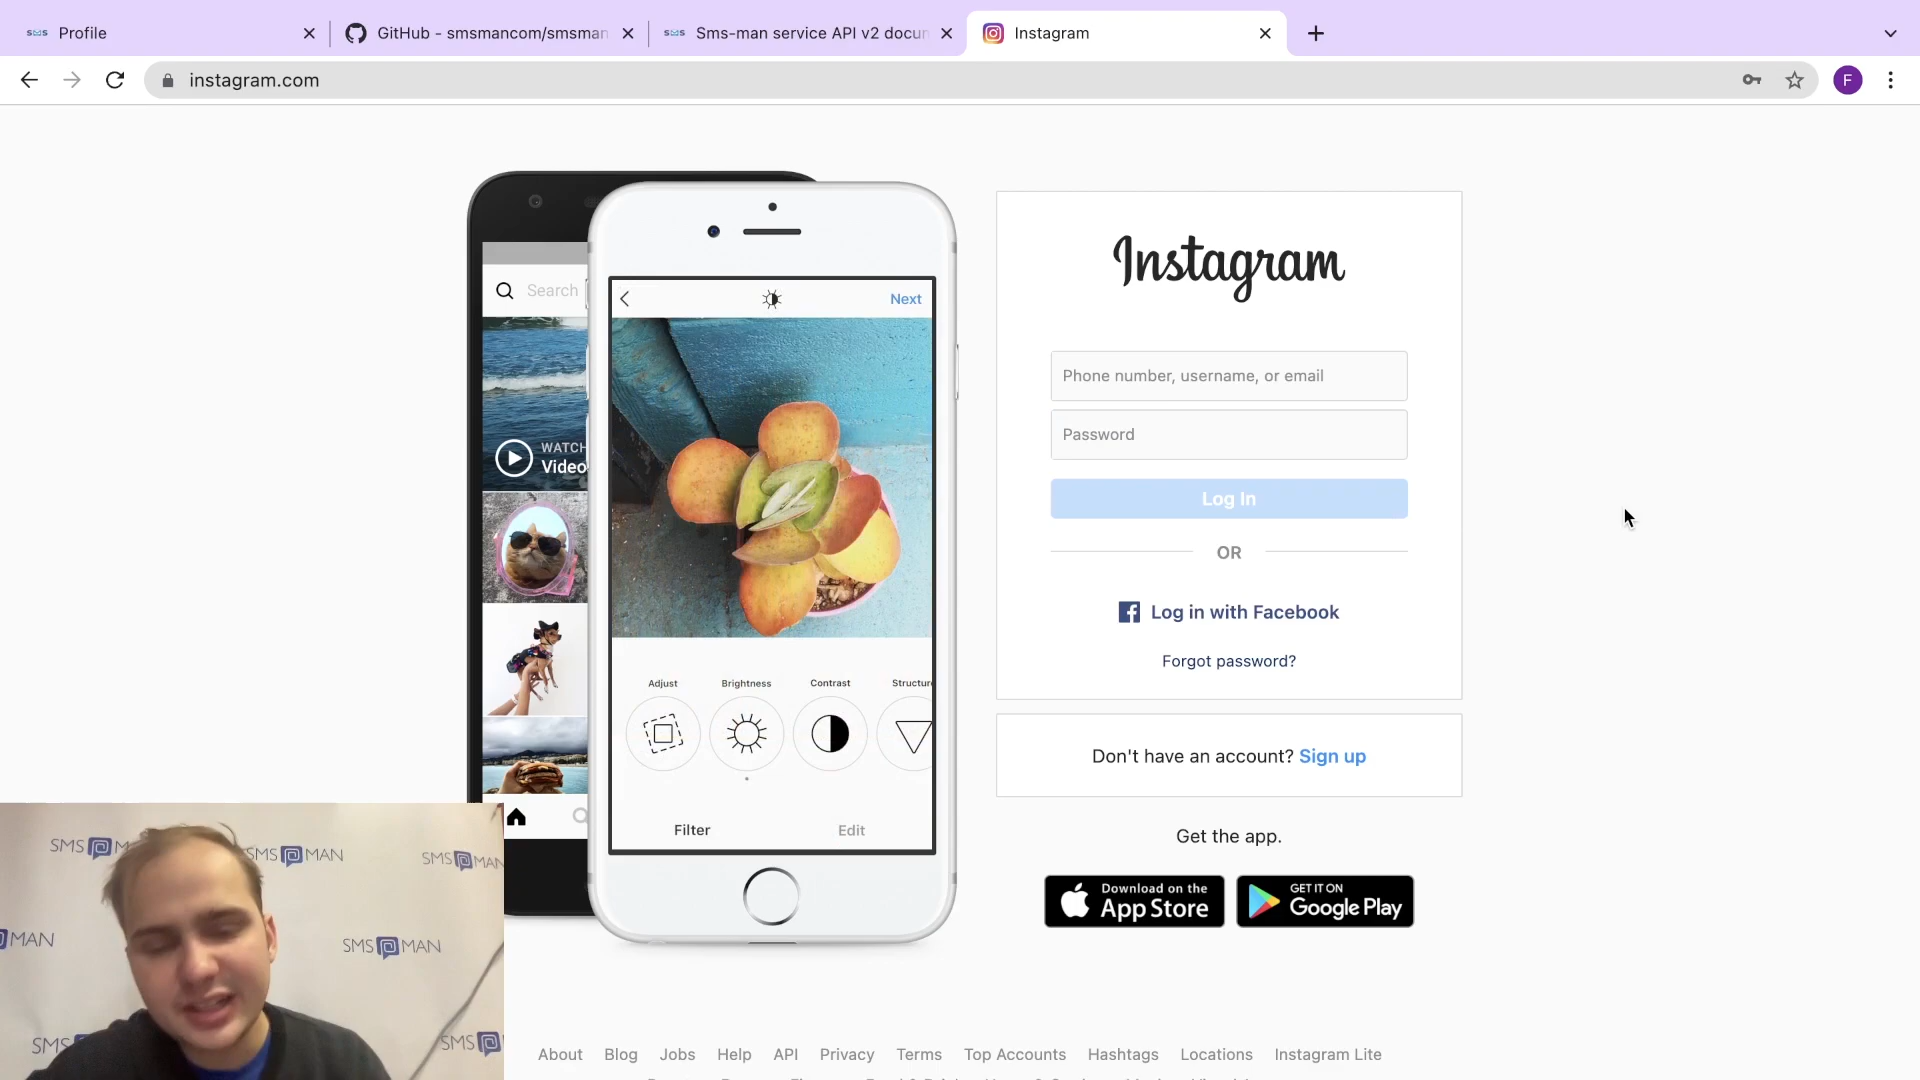 Profile
GitHub - smsmancom/smsman
Sms-man service API v2 docun
Instagram
instagram.com
F
Search
WATCH
Video
Next
Adjust
Brightness
Contrast
Structure
Filter
Edit
Instagram
Phone number, username, or email
Password
Log In
OR
Log in with Facebook
Forgot password?
Don't have an account? Sign up
Get the app.
Download on the
App Store
GET IT ON
Google Play
SMS MAN
SMS MAN
SMS MAN
MAN
SMS MAN
SMS
SMS
About Blog Jobs Help API Privacy Terms Top Accounts Hashtags Locations Instagram Lite